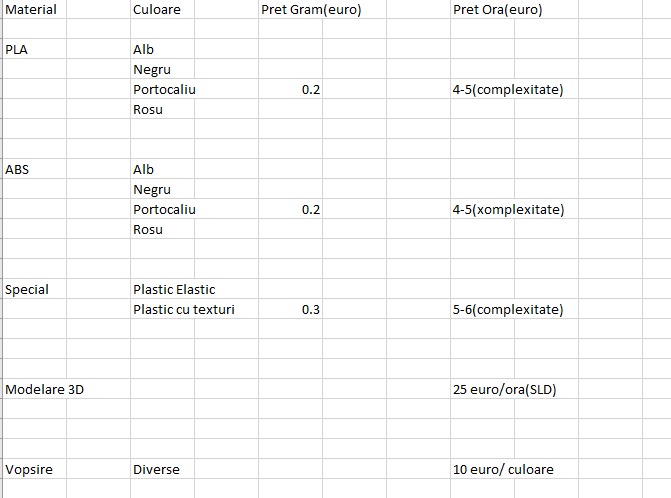 Material Culoare Pret Gram(euro) Pret Ora(euro)
PLA Alb
Negru
Portocaliu 0.2 4-5(complexitate)
Rosu
ABS Alb
Negru
Portocaliu 0.2 4-5(xomplexitate)
Rosu
Special Plastic Elastic
Plastic cu texturi 0.3 5-6(complexitate)
Modelare 3D 25 euro/ora(SLD)
Vopsire Diverse 10 euro/ culoare